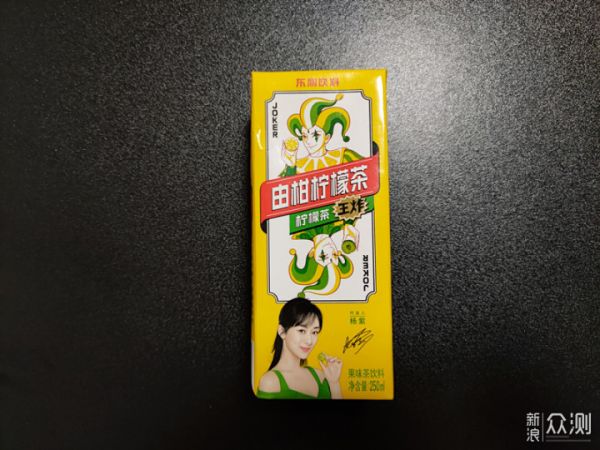 东鹏饮料
JOKER
由柑柠檬茶
柠檬茶 王炸
JOKER
代言人
杨紫
果味茶饮料
净含量:250ml
新浪 众测